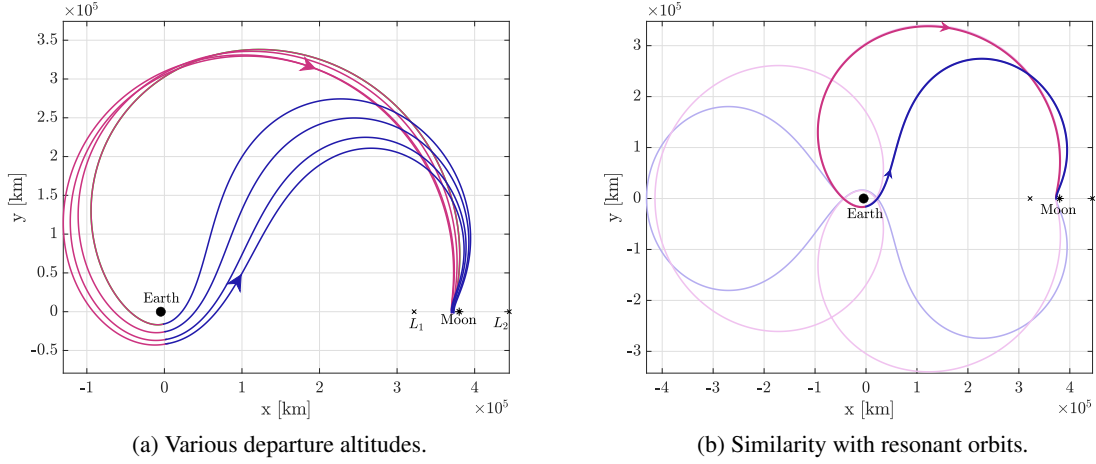 ×10⁵
3.5
3
2.5
2
1.5
1
0.5
0
-0.5
y [km]
Earth
L₁
Moon
L₂
-1
0
1
2
3
4
×10⁵
x [km]
(a) Various departure altitudes.
×10⁵
3
2
1
0
-1
-2
-3
y [km]
Earth
Moon
-4
-3
-2
-1
0
1
2
3
4
×10⁵
x [km]
(b) Similarity with resonant orbits.